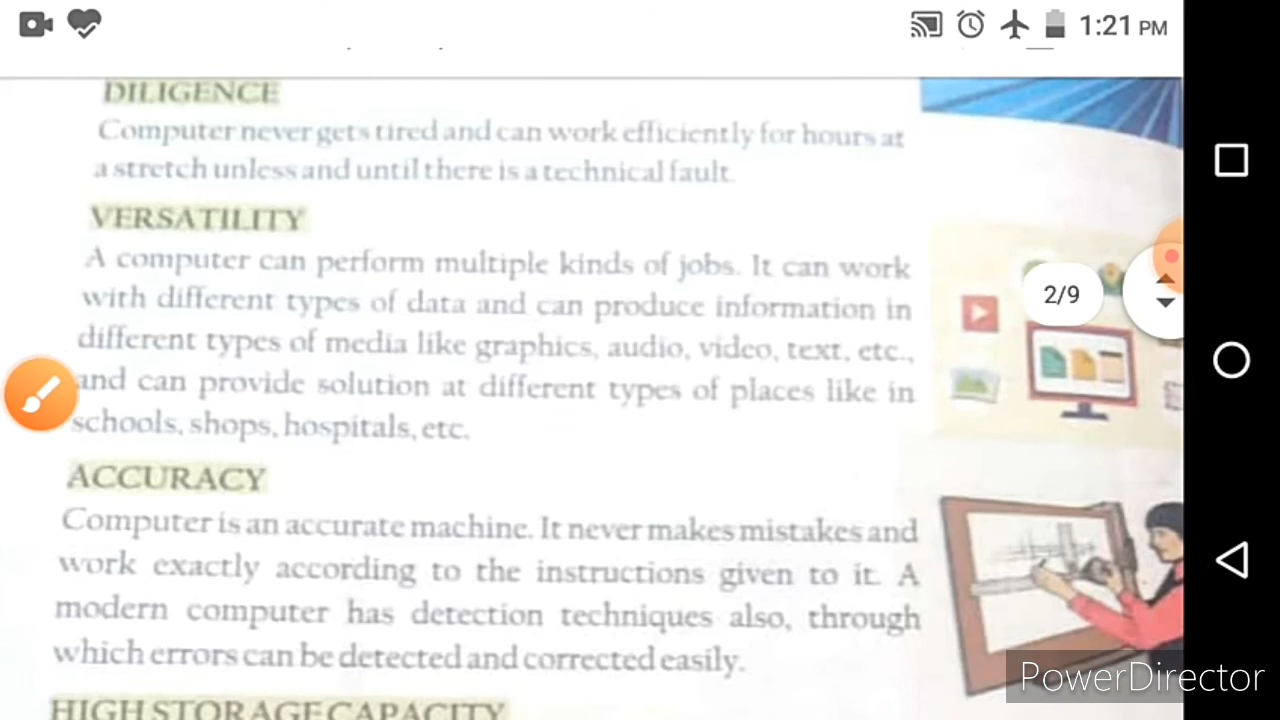 1:21 PM
DILIGENCE
Computer never gets tired and can work efficiently for hours at
a stretch unless and until there is a technical fault.
VERSATILITY
A computer can perform multiple kinds of jobs. It can work
with different types of data and can produce information in
2/9
different types of media like graphics, audio, video, text, etc.,
and can provide solution at different types of places like in
schools, shops, hospitals, etc.
ACCURACY
Computer is an accurate machine. It never makes mistakes and
work exactly according to the instructions given to it. A
modern computer has detection techniques also, through
which errors can be detected and corrected easily.
HIGH STORAGE CAPACITY
PowerDirector